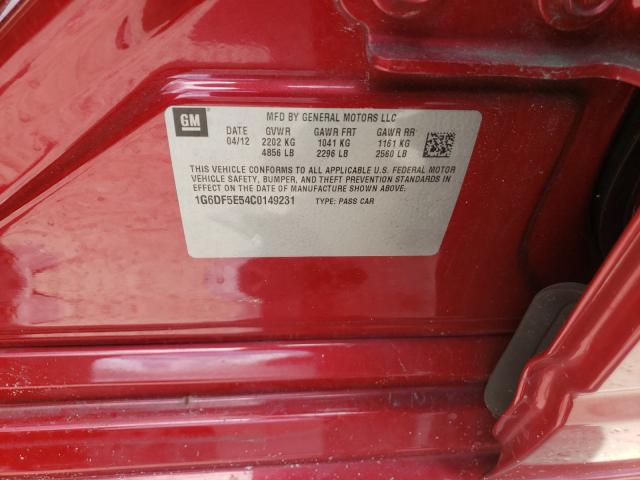 GM
MFD BY GENERAL MOTORS LLC
DATE GVWR GAWR FRT GAWR RR
04/12 2202 KG 1041 KG 1161 KG
4856 LB 2296 LB 2560 LB
THIS VEHICLE CONFORMS TO ALL APPLICABLE U.S. FEDERAL MOTOR
VEHICLE SAFETY, BUMPER, AND THEFT PREVENTION STANDARDS IN
EFFECT ON THE DATE OF MANUFACTURE SHOWN ABOVE.
1G6DF5E54C0149231 TYPE: PASS CAR